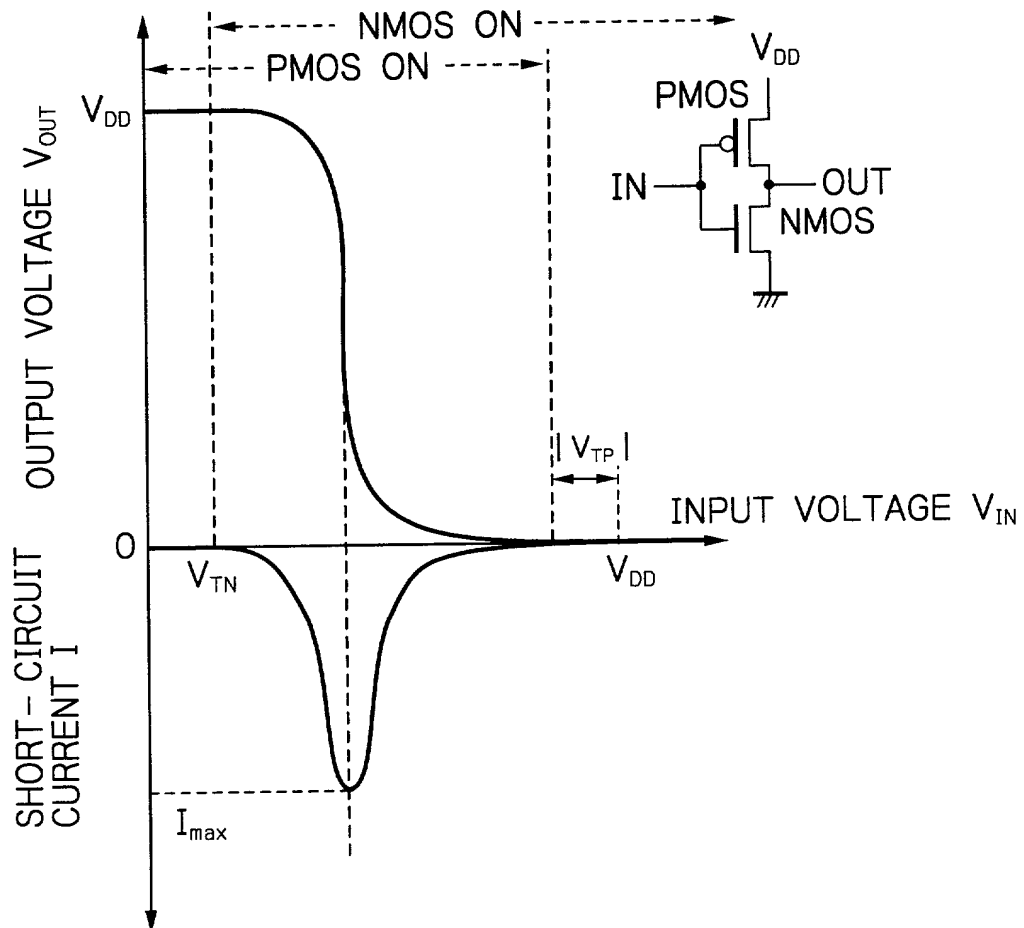 NMOS ON
PMOS ON
V_DD
PMOS
V_DD
IN
OUT
NMOS
OUTPUT VOLTAGE V_OUT
|V_TP|
INPUT VOLTAGE V_IN
0
V_TN
V_DD
SHORT-CIRCUIT
CURRENT I
I_max